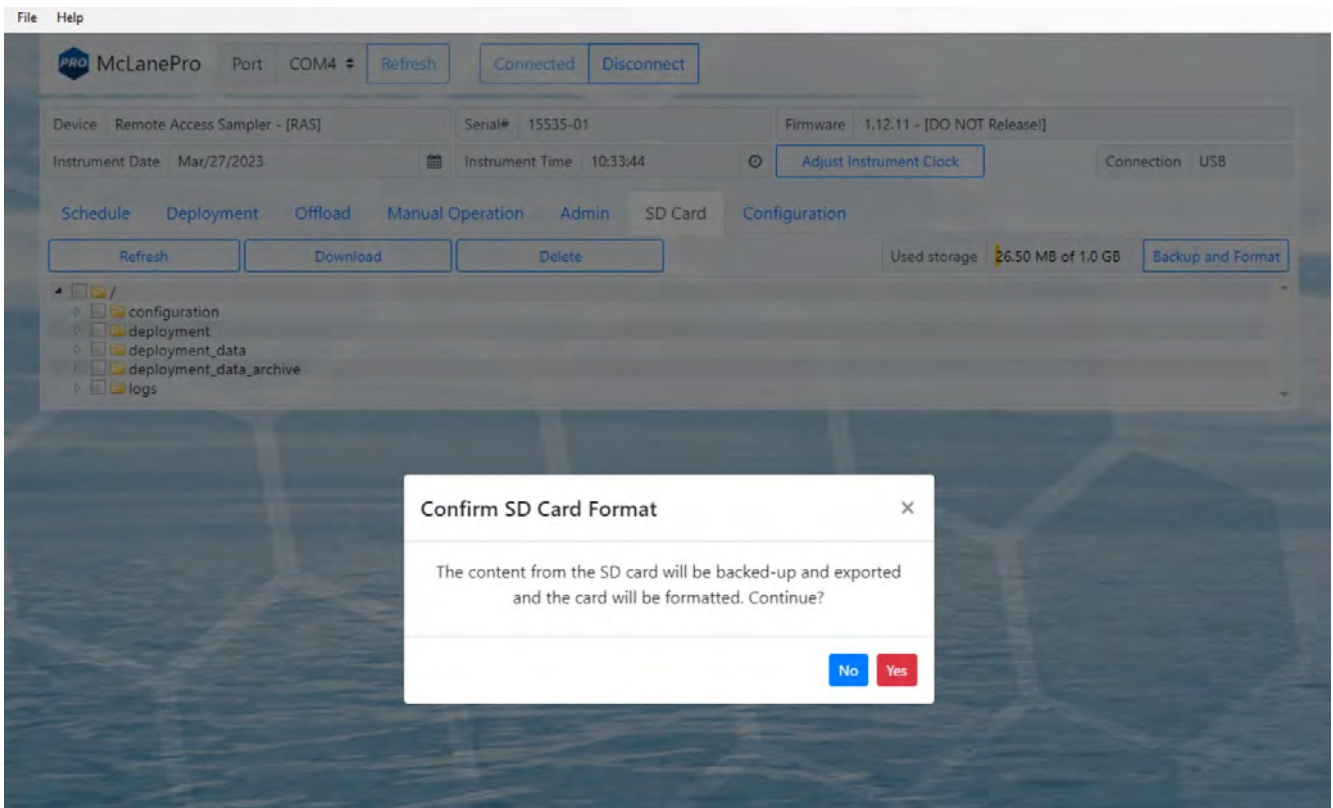 File Help
PRO McLanePro Port COM4 Refresh Connected Disconnect
Device Remote Access Sampler - [RAS] Serial# 15535-01 Firmware 1.12.11 - [DO NOT Release!]
Instrument Date Mar/27/2023 Instrument Time 10:33:44 Adjust Instrument Clock Connection USB
Schedule Deployment Offload Manual Operation Admin SD Card Configuration
Refresh Download Delete Used storage 26.50 MB of 1.0 GB Backup and Format
/
configuration
deployment
deployment_data
deployment_data_archive
logs
Confirm SD Card Format ×
The content from the SD card will be backed-up and exported
and the card will be formatted. Continue?
No Yes